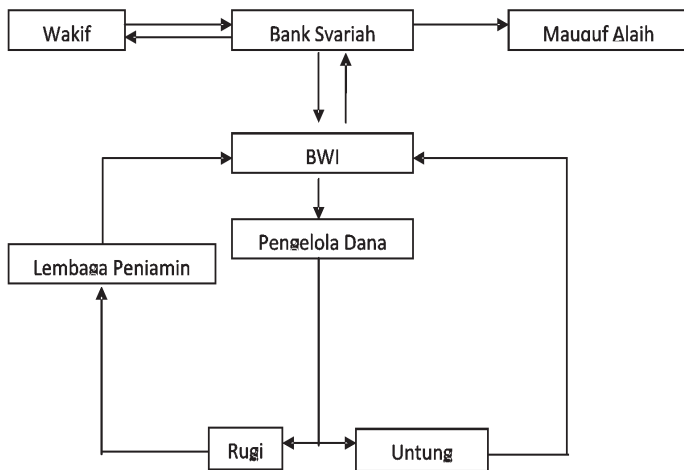 Wakif
Bank Syariah
Mauquf Alaih
BWI
Pengelola Dana
Lembaga Penjamin
Rugi
Untung